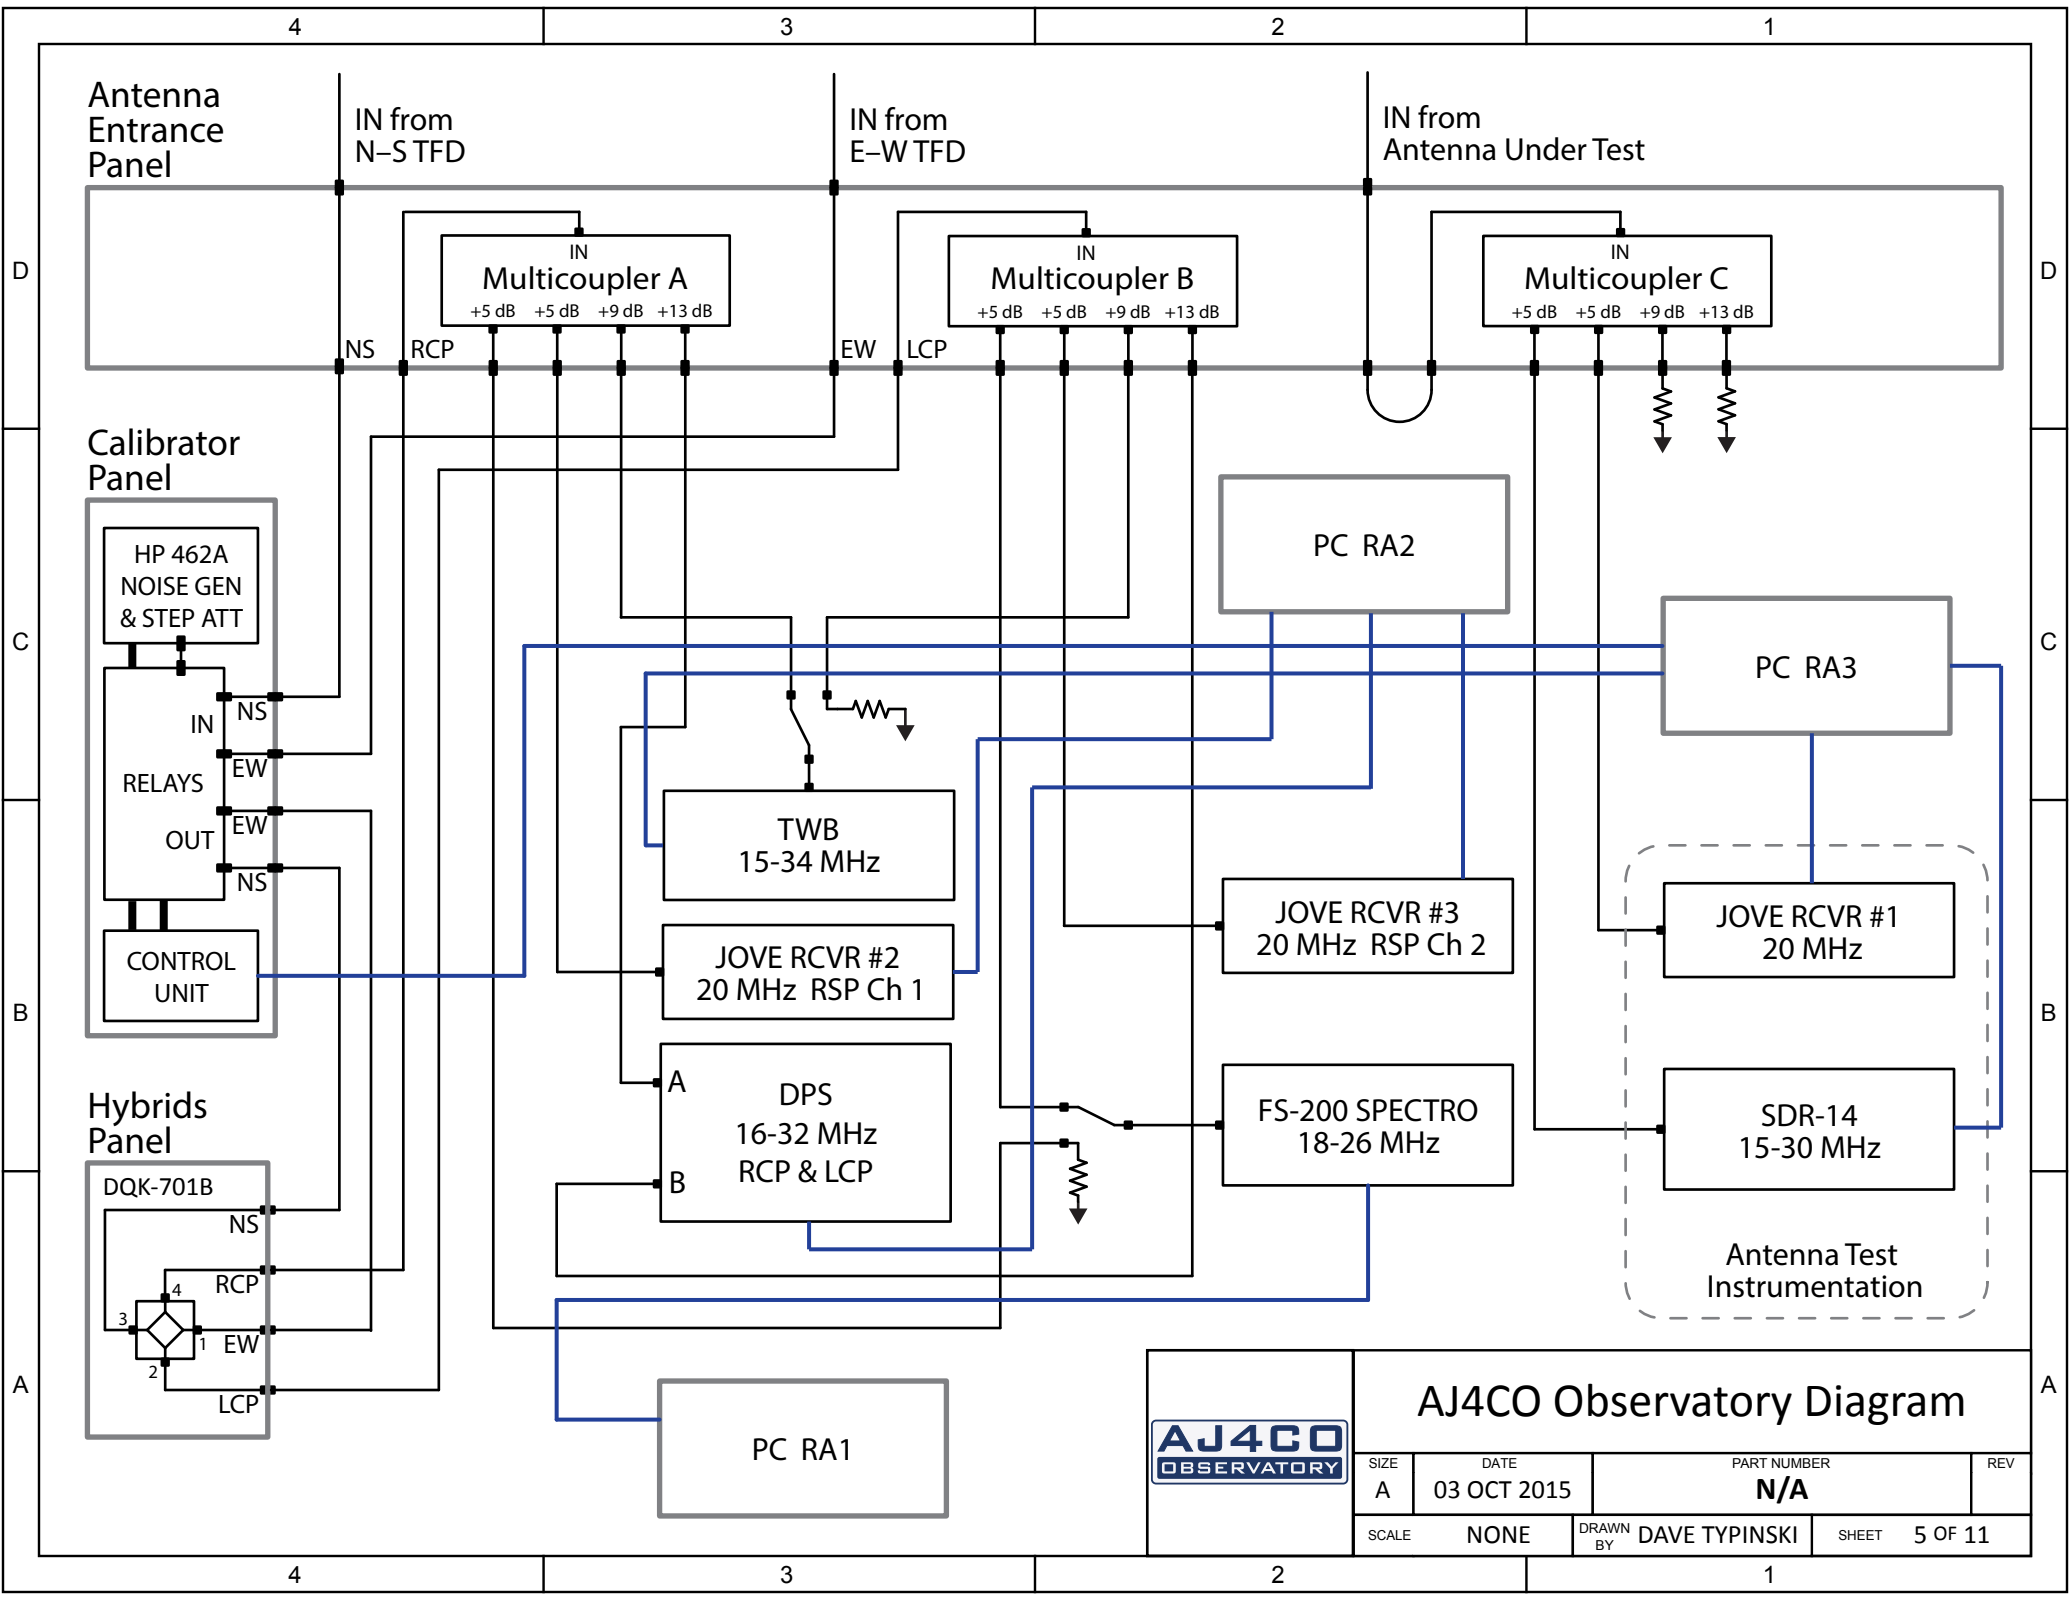 4 3 2 1
Antenna
Entrance
Panel
IN from
N–S TFD
IN from
E–W TFD
IN from
Antenna Under Test
D
D
IN
Multicoupler A
+5 dB +5 dB +9 dB +13 dB
IN
Multicoupler B
+5 dB +5 dB +9 dB +13 dB
IN
Multicoupler C
+5 dB +5 dB +9 dB +13 dB
NS RCP
EW LCP
Calibrator
Panel
HP 462A
NOISE GEN
& STEP ATT
NS
IN
EW
RELAYS
EW
OUT
NS
CONTROL
UNIT
C
C
PC RA2
PC RA3
TWB
15-34 MHz
JOVE RCVR #2
20 MHz RSP Ch 1
JOVE RCVR #3
20 MHz RSP Ch 2
JOVE RCVR #1
20 MHz
B
B
A
DPS
16-32 MHz
RCP & LCP
B
FS-200 SPECTRO
18-26 MHz
SDR-14
15-30 MHz
Antenna Test
Instrumentation
Hybrids
Panel
DQK-701B
NS
RCP
4
3
1
EW
2
LCP
A
A
PC RA1
AJ4CO
OBSERVATORY
AJ4CO Observatory Diagram
SIZE
A
DATE
03 OCT 2015
PART NUMBER
N/A
REV
SCALE NONE
DRAWN
BY
DAVE TYPINSKI
SHEET 5 OF 11
4 3 2 1